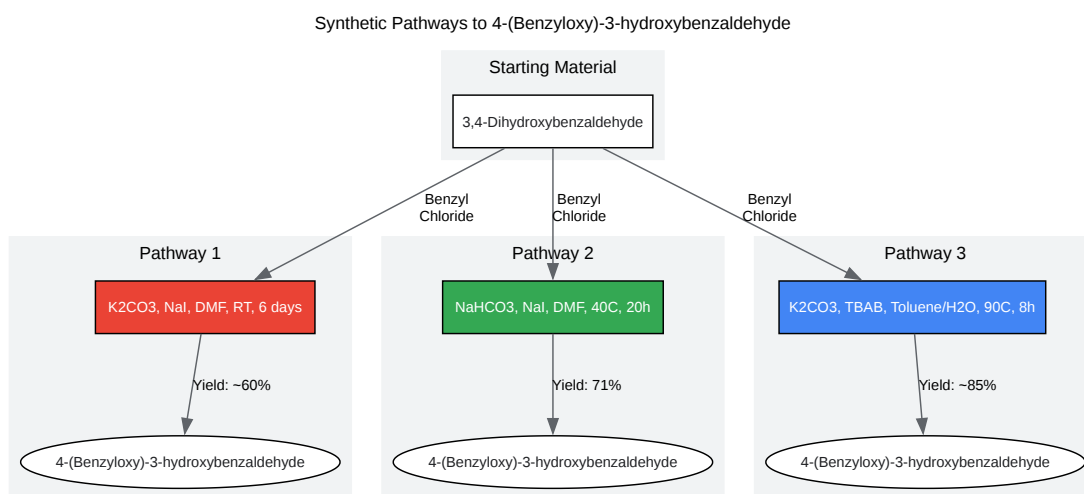 Synthetic Pathways to 4-(Benzyloxy)-3-hydroxybenzaldehyde
Starting Material
3,4-Dihydroxybenzaldehyde
Benzyl
Chloride
Benzyl
Chloride
Benzyl
Chloride
Pathway 1
Pathway 2
Pathway 3
K2CO3, NaI, DMF, RT, 6 days
NaHCO3, NaI, DMF, 40C, 20h
K2CO3, TBAB, Toluene/H2O, 90C, 8h
Yield: ~60%
Yield: 71%
Yield: ~85%
4-(Benzyloxy)-3-hydroxybenzaldehyde
4-(Benzyloxy)-3-hydroxybenzaldehyde
4-(Benzyloxy)-3-hydroxybenzaldehyde